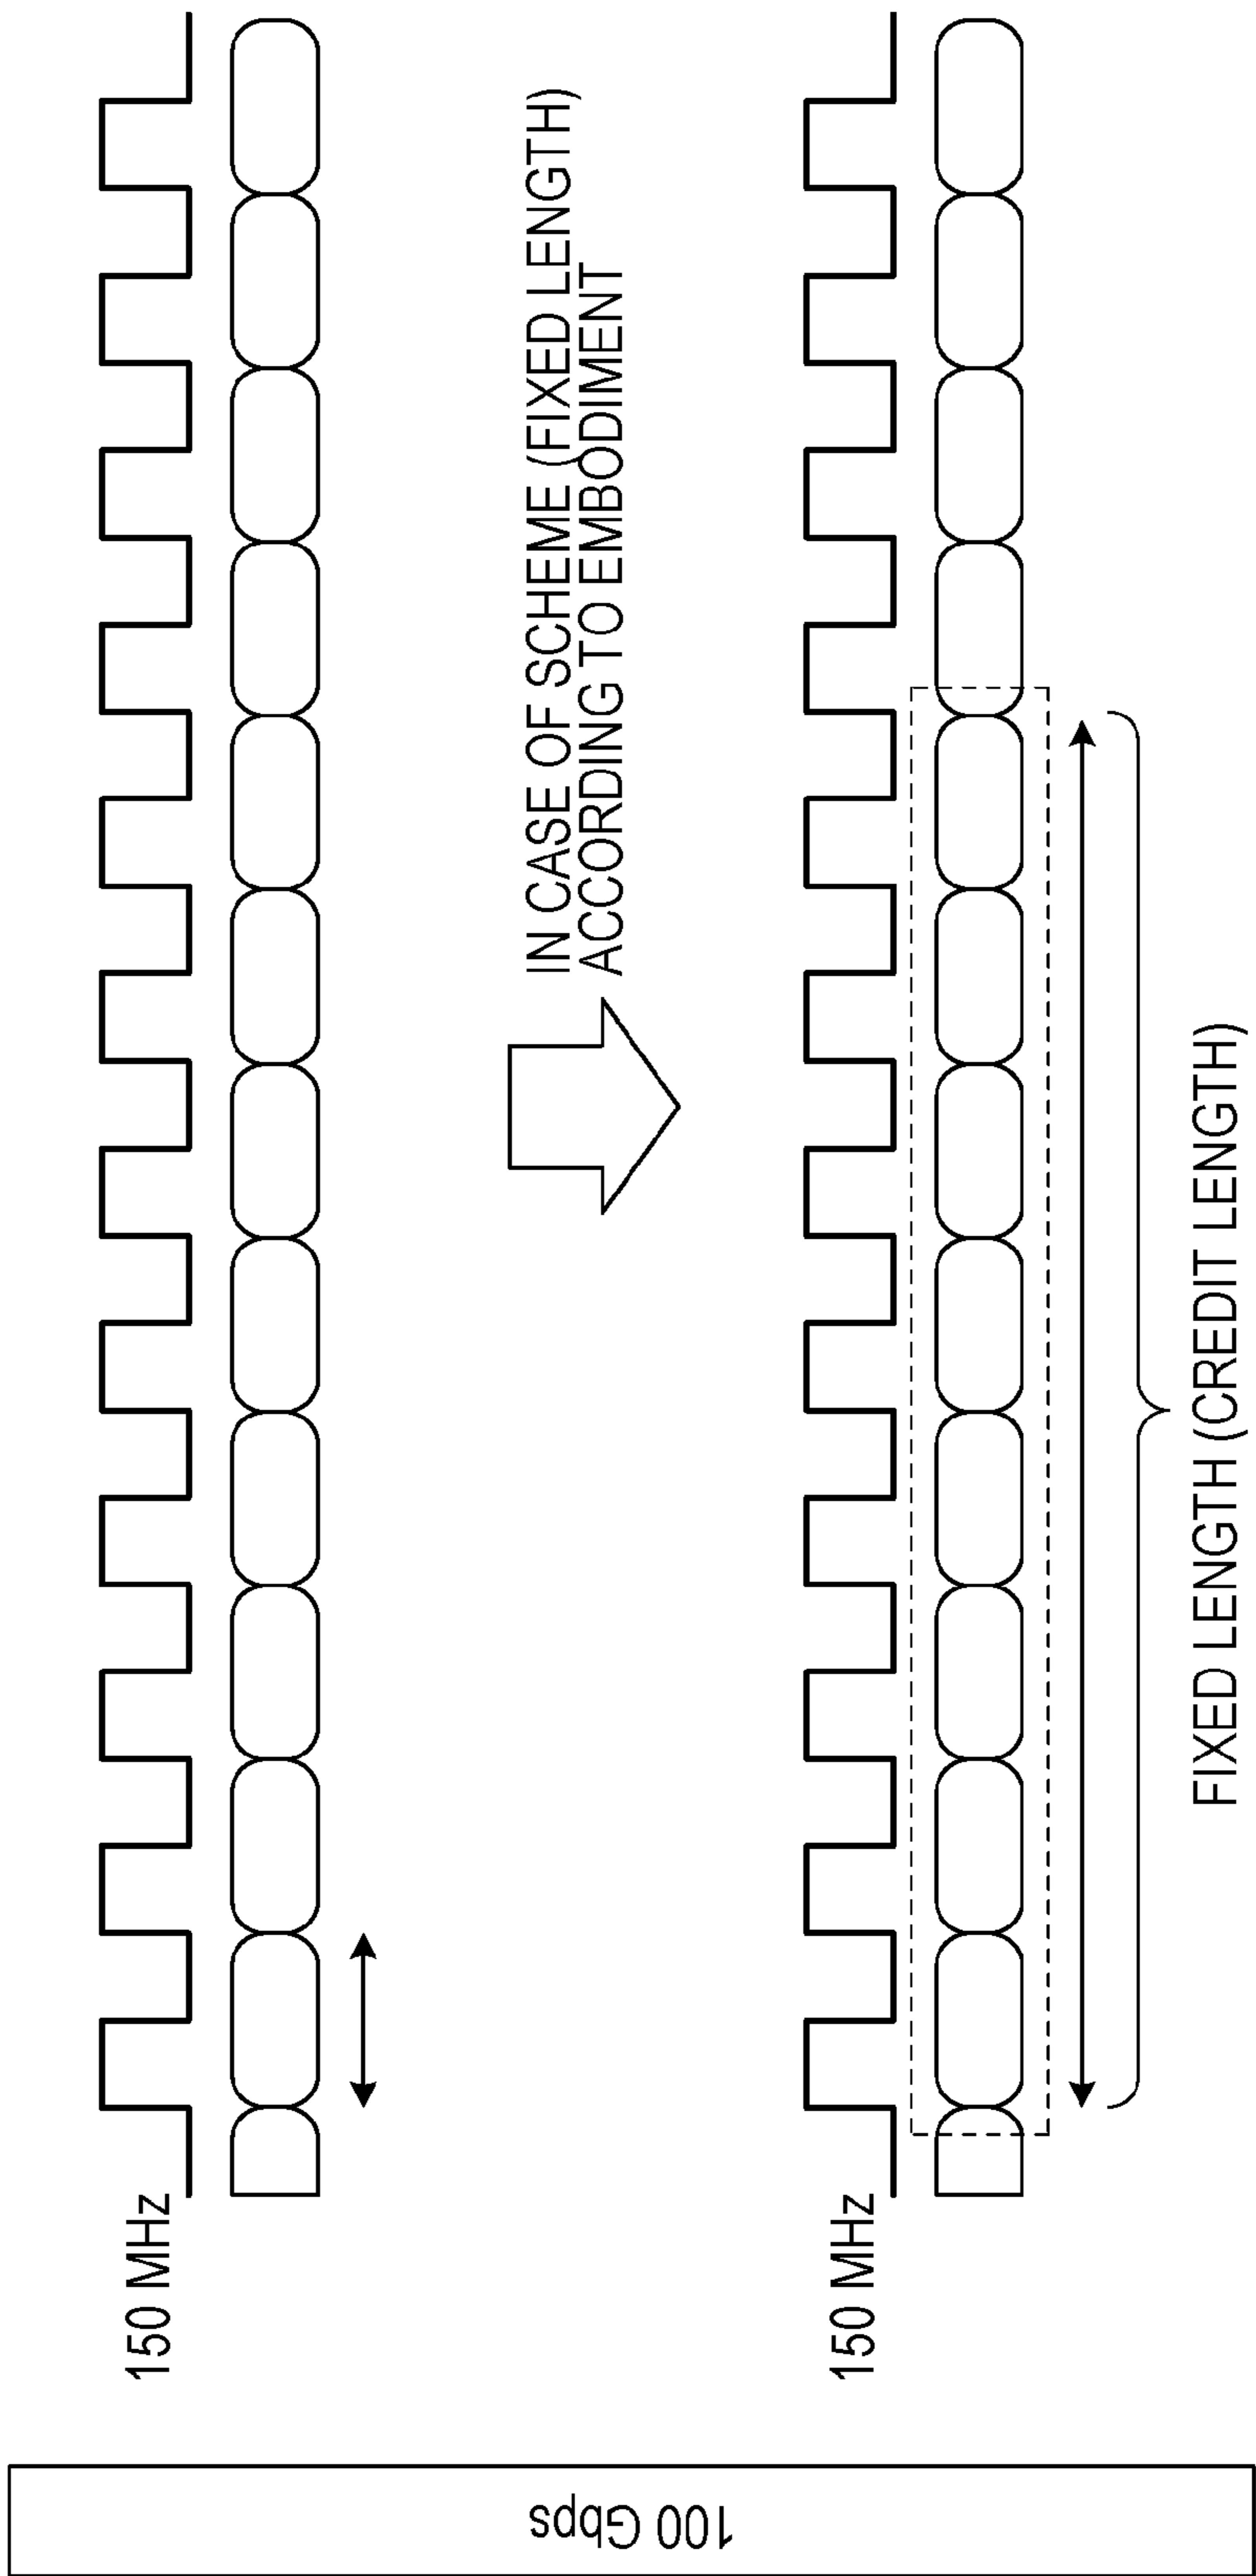 100 Gbps
150 MHz
IN CASE OF SCHEME (FIXED LENGTH)
ACCORDING TO EMBODIMENT
150 MHz
FIXED LENGTH (CREDIT LENGTH)